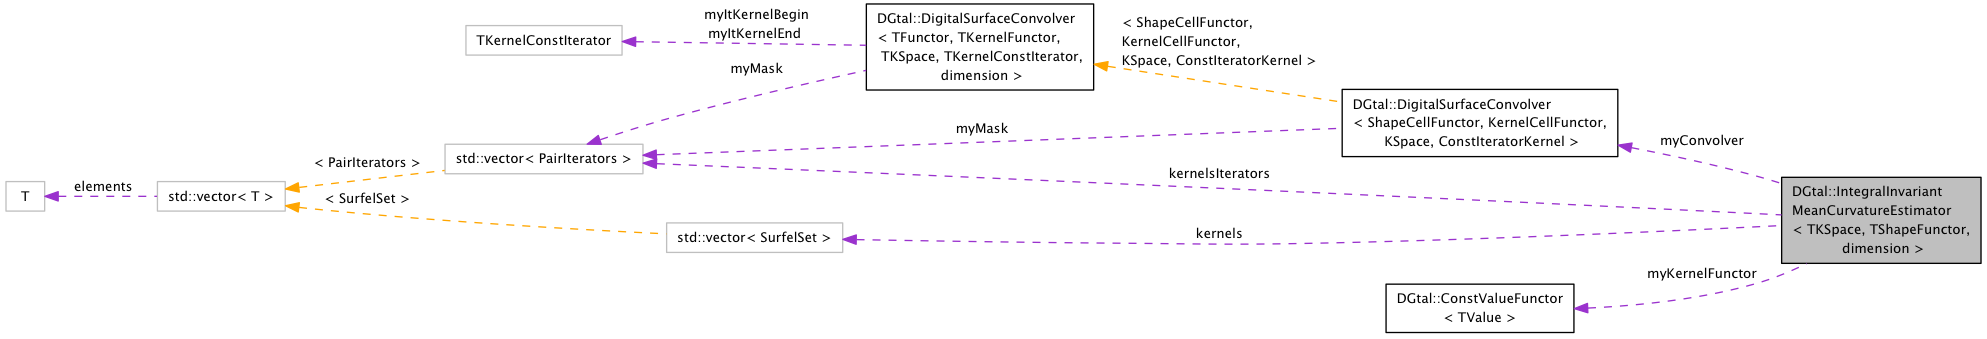 myItKernelBegin
myItKernelEnd
TKernelConstIterator
DGtal::DigitalSurfaceConvolver
< TFunctor, TKernelFunctor,
TKSpace, TKernelConstIterator,
dimension >
< ShapeCellFunctor,
KernelCellFunctor,
KSpace, ConstIteratorKernel >
myMask
DGtal::DigitalSurfaceConvolver
< ShapeCellFunctor, KernelCellFunctor,
KSpace, ConstIteratorKernel >
myMask
myConvolver
std::vector< PairIterators >
< PairIterators >
kernelsIterators
T
elements
std::vector< T >
< SurfelSet >
DGtal::IntegralInvariant
MeanCurvatureEstimator
< TKSpace, TShapeFunctor,
dimension >
std::vector< SurfelSet >
kernels
myKernelFunctor
DGtal::ConstValueFunctor
< TValue >